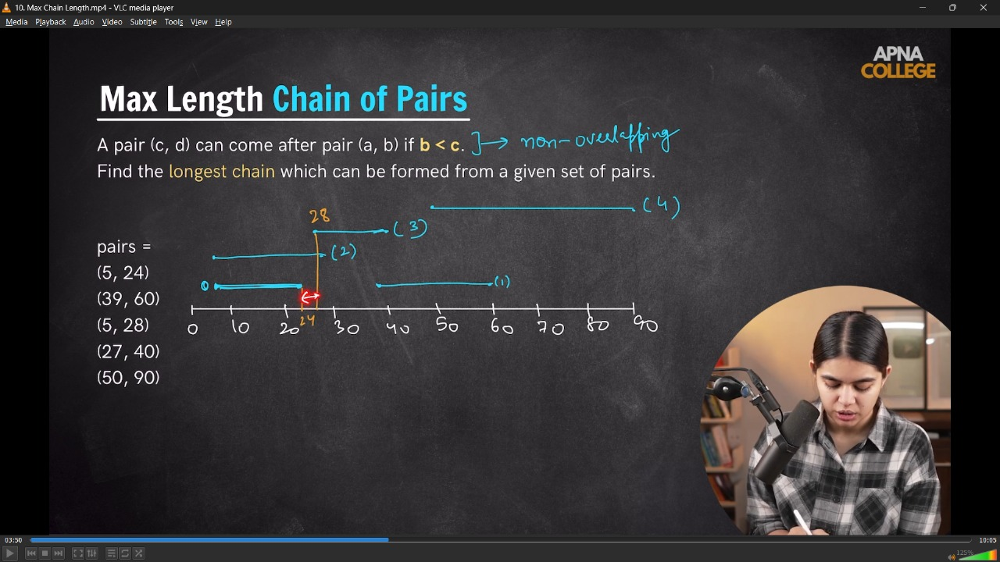 10. Max Chain Length.mp4 - VLC media player
Media Playback Audio Video Subtitle Tools View Help
APNA
COLLEGE
Max Length Chain of Pairs
A pair (c, d) can come after pair (a, b) if b < c. ]→ non-overlapping
Find the longest chain which can be formed from a given set of pairs.
(4)
28
(3)
pairs =
(2)
(5, 24)
0
(1)
(39, 60)
24
0 10 20 30 40 50 60 70 80 90
(5, 28)
(27, 40)
(50, 90)
03:50
10:05
125%